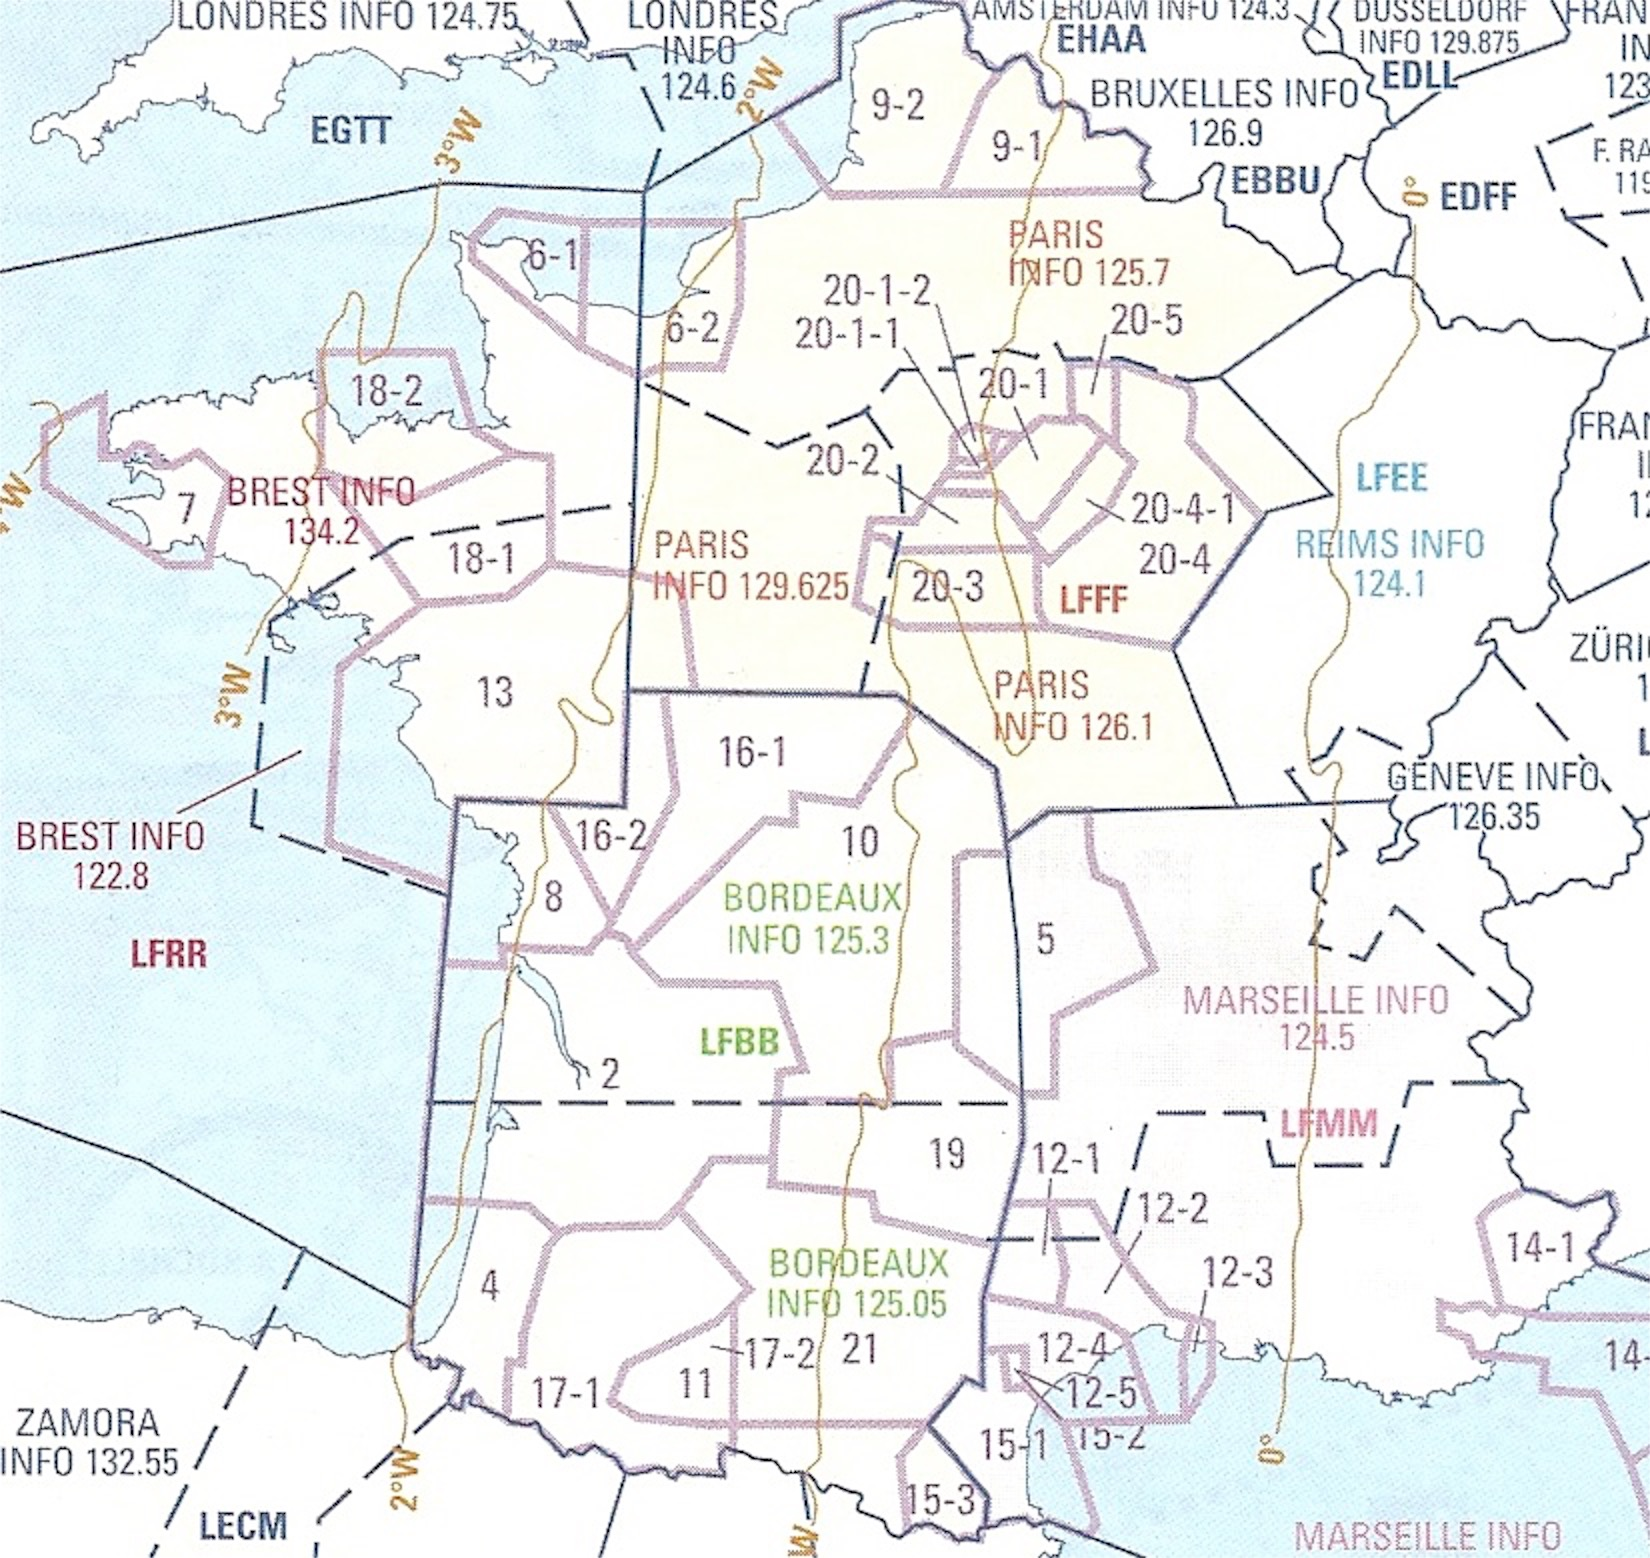 LONDRES INFO 124.75
LONDRES
INFO
124.6
AMSTERDAM INFO 124.3
EHAA
DUSSELDORF
INFO 129.875
EDLL
BRUXELLES INFO
126.9
EBBU
EDFF
EGTT
3°W
2°W
0°
9-2
9-1
6-1
6-2
PARIS
INFO 125.7
20-1-2
20-1-1
20-5
20-1
20-2
20-4-1
20-4
20-3
LFFF
18-2
7
BREST INFO
134.2
18-1
PARIS
INFO 129.625
LFEE
REIMS INFO
124.1
3°W
13
PARIS
INFO 126.1
16-1
16-2
10
8
BREST INFO
122.8
LFRR
BORDEAUX
INFO 125.3
GENEVE INFO
126.35
5
MARSEILLE INFO
124.5
LFBB
2
LFMM
19
12-1
12-2
12-3
12-4
12-5
14-1
4
BORDEAUX
INFO 125.05
17-2
21
11
17-1
15-1
15-2
15-3
ZAMORA
INFO 132.55
LECM
2°W
0°
MARSEILLE INFO